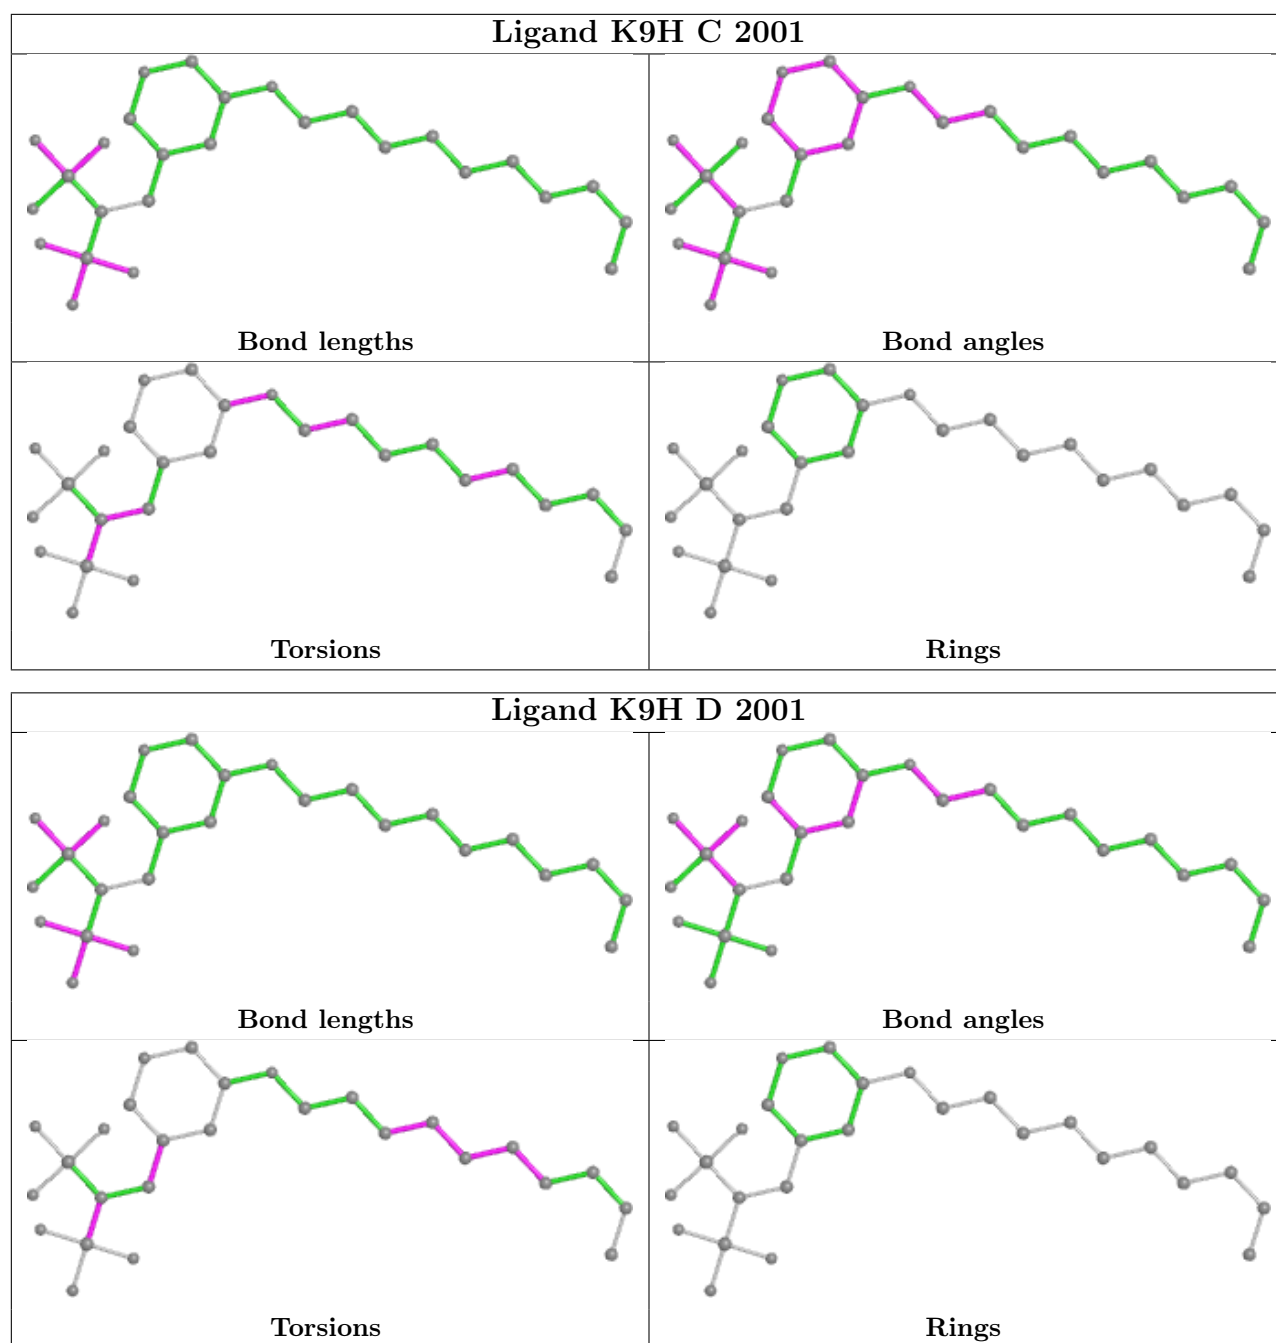 Ligand K9H C 2001
Bond lengths
Bond angles
Torsions
Rings
Ligand K9H D 2001
Bond lengths
Bond angles
Torsions
Rings